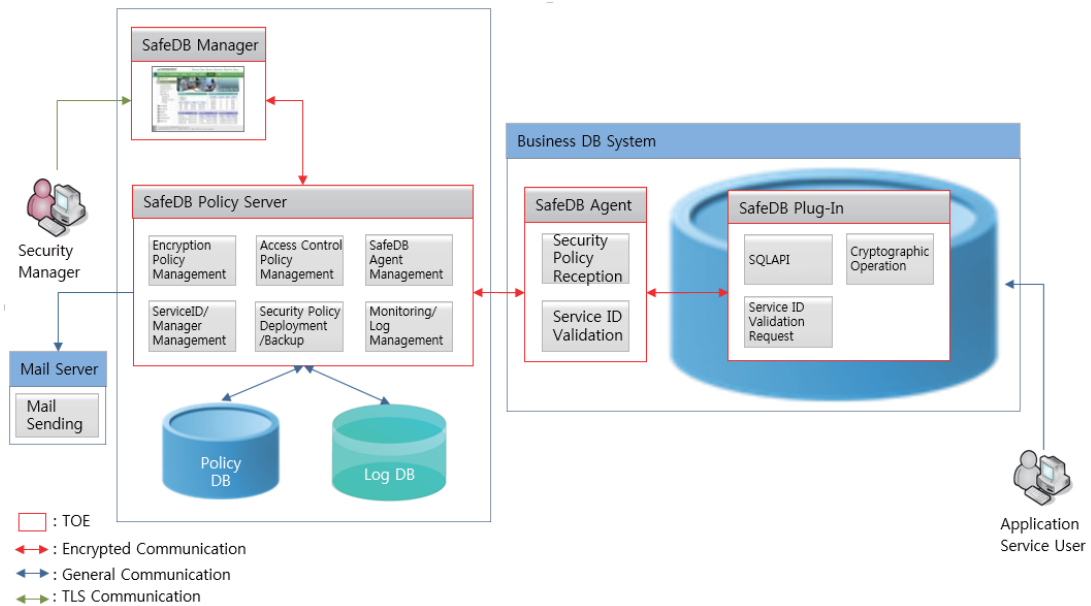 SafeDB Manager
Business DB System
SafeDB Policy Server
SafeDB Agent
SafeDB Plug-In
Security
Manager
Encryption
Policy
Management
Access Control
Policy
Management
SafeDB
Agent
Management
Security
Policy
Reception
SQLAPI
Cryptographic
Operation
ServiceID/
Manager
Management
Security Policy
Deployment
/Backup
Monitoring/
Log
Management
Service ID
Validation
Service ID
Validation
Request
Mail Server
Mail
Sending
Policy
DB
Log DB
Application
Service User
: TOE
: Encrypted Communication
: General Communication
: TLS Communication